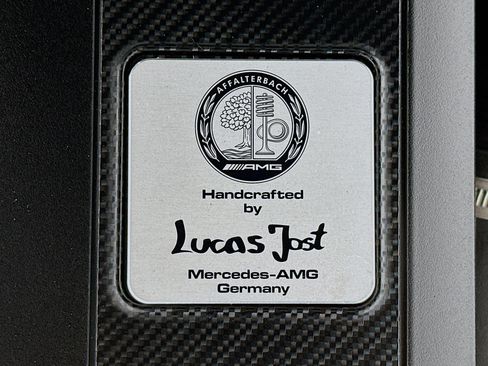 AFFALTERBACH
AMG
Handcrafted
by
Lucas Jost
Mercedes-AMG
Germany